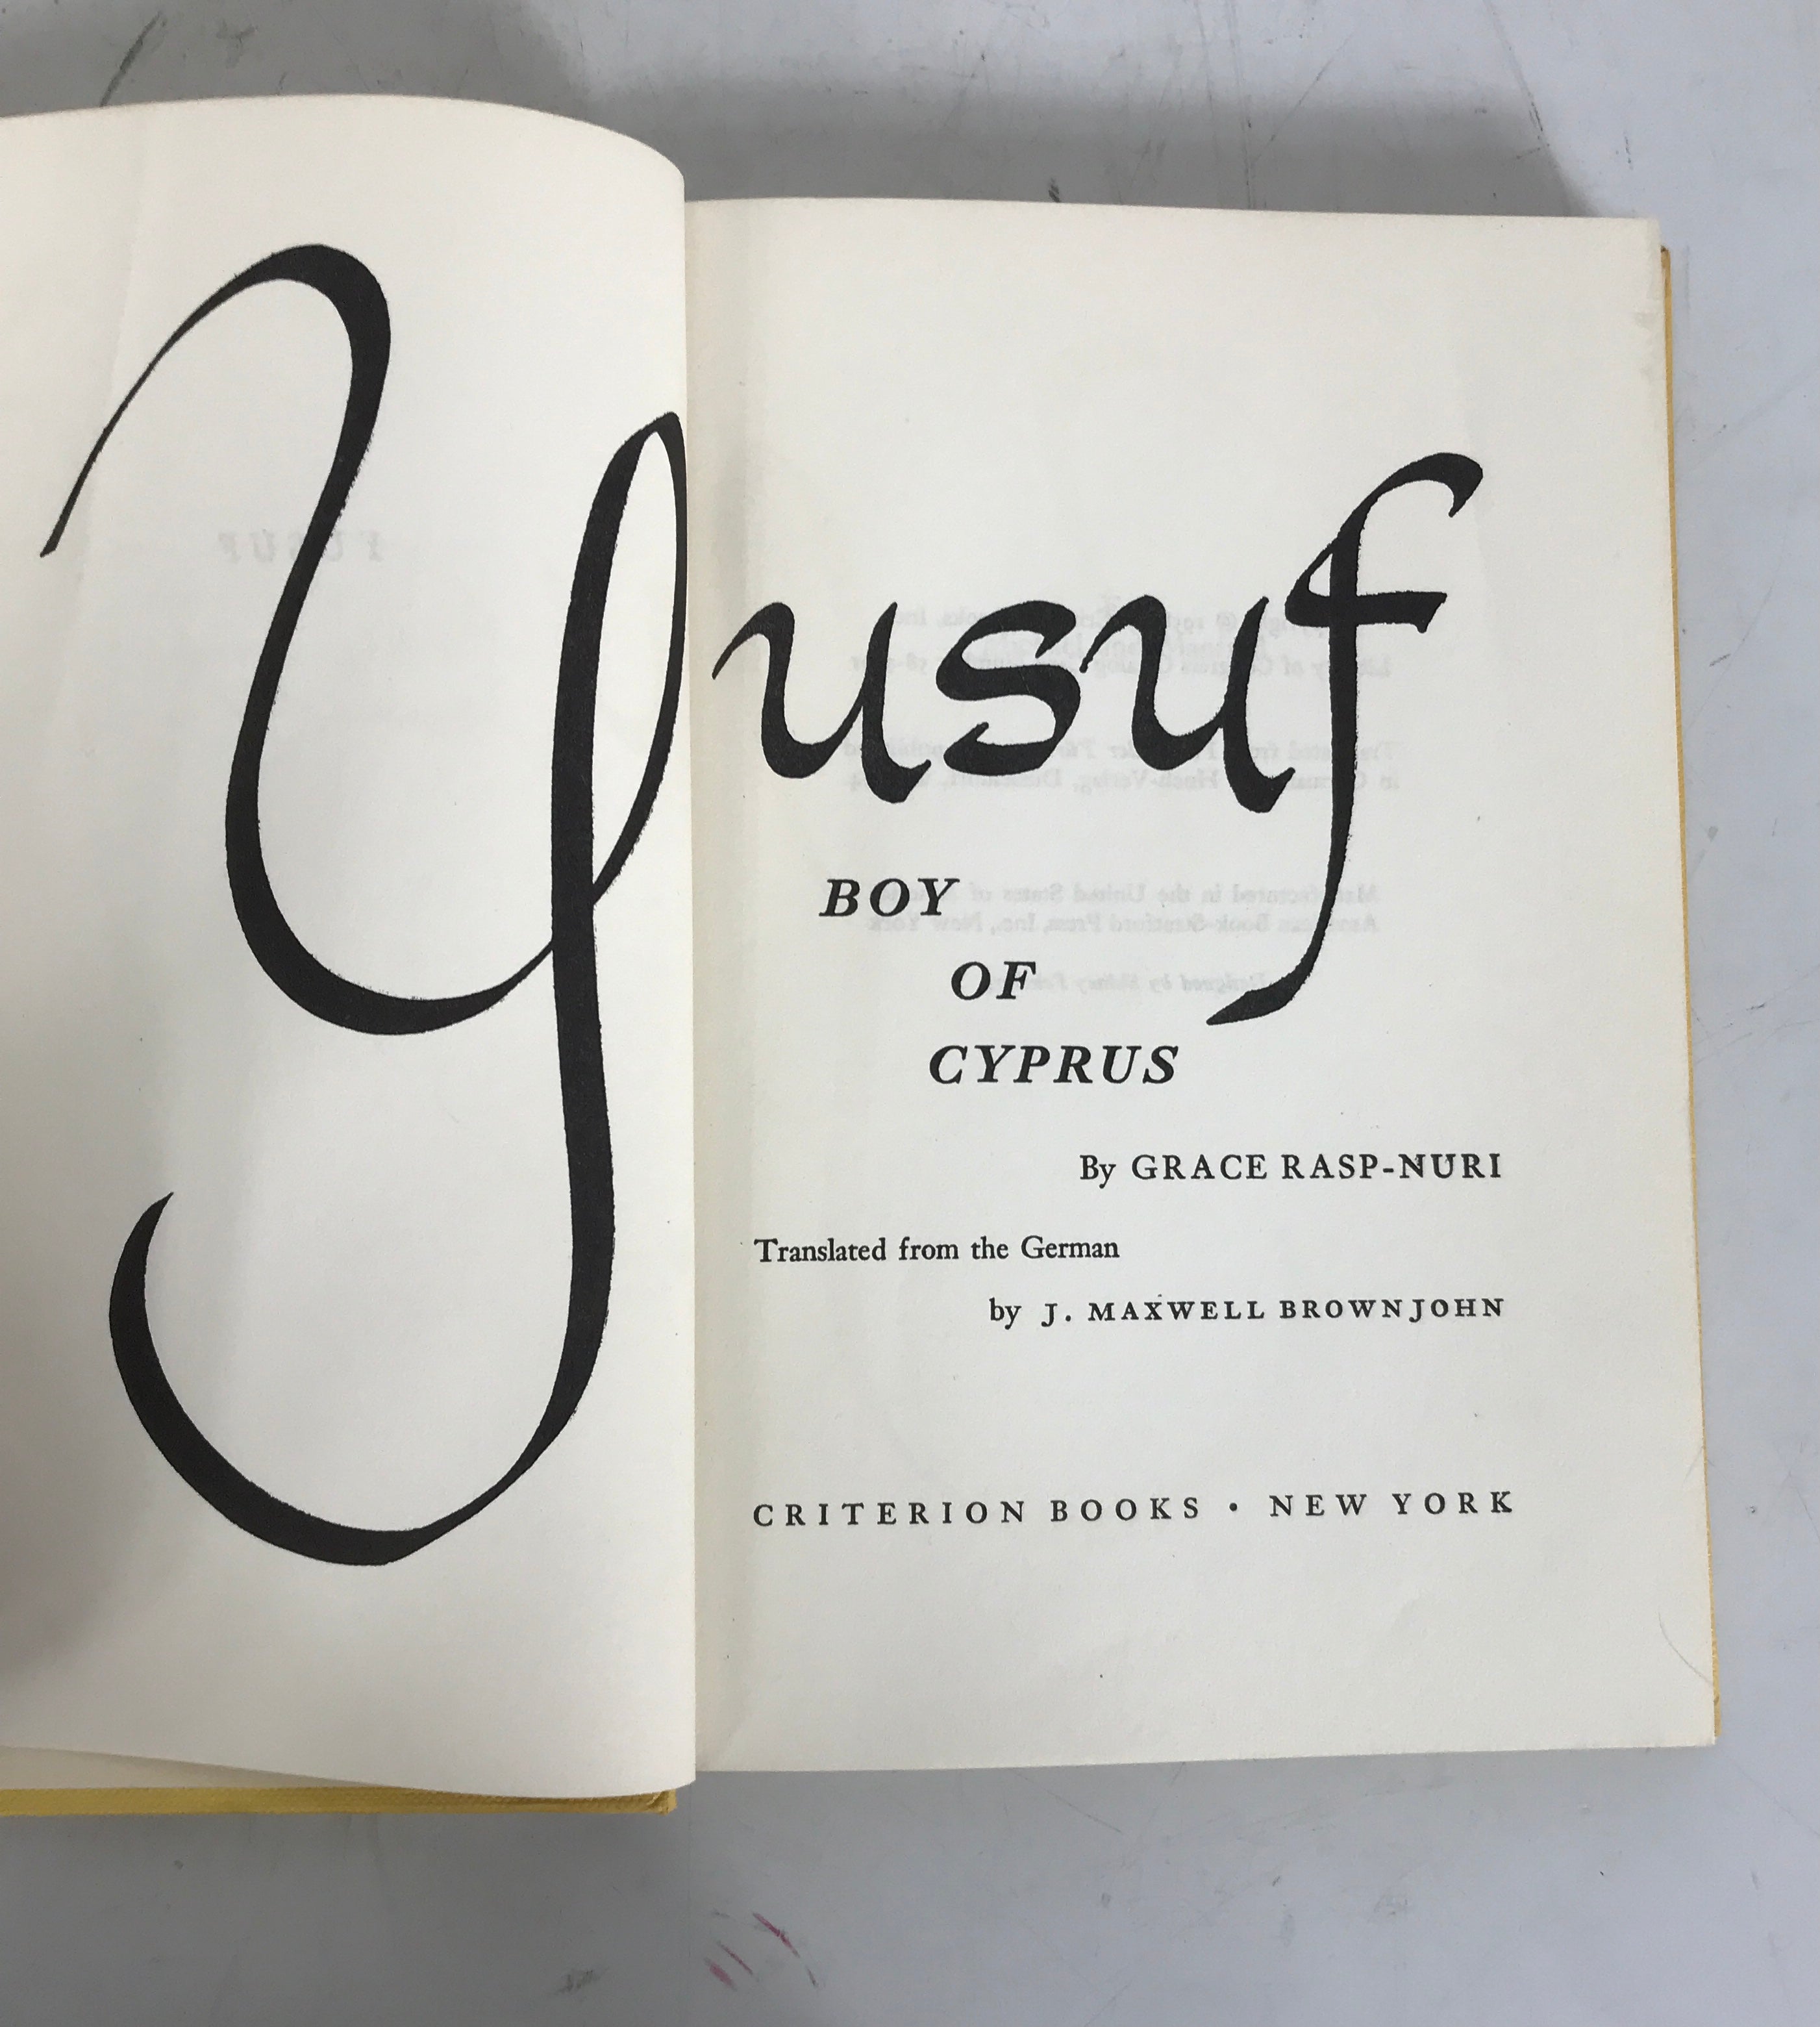 Yusuf
BOY
OF
CYPRUS
By GRACE RASP-NURI
Translated from the German
by J. MAXWELL BROWNJOHN
CRITERION BOOKS • NEW YORK